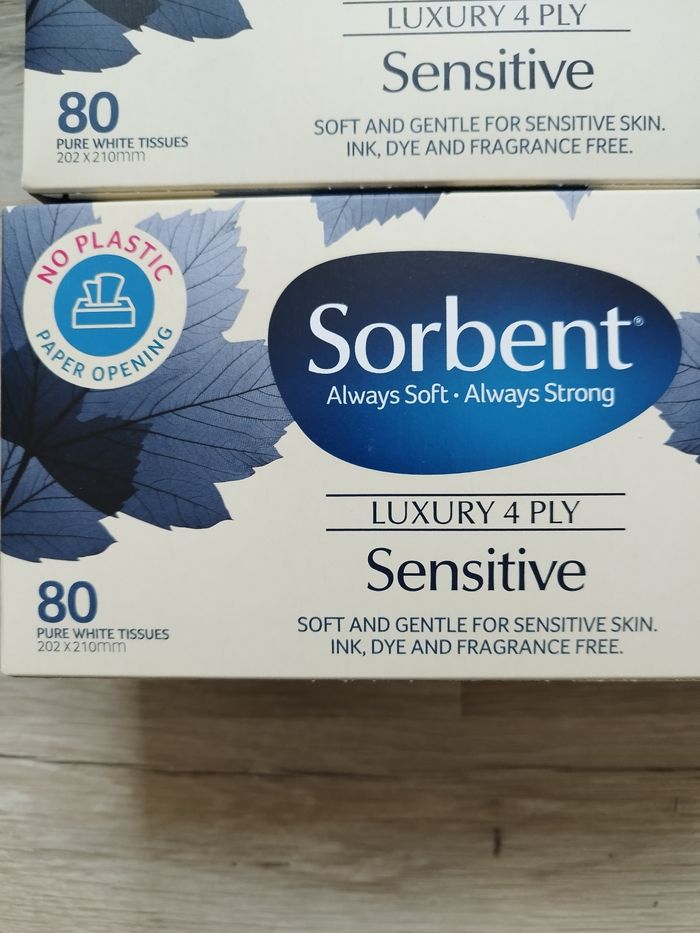 LUXURY 4 PLY
Sensitive
SOFT AND GENTLE FOR SENSITIVE SKIN.
INK, DYE AND FRAGRANCE FREE.
80
PURE WHITE TISSUES
202 X 210mm
NO PLASTIC
PAPER OPENING
Sorbent®
Always Soft · Always Strong
LUXURY 4 PLY
Sensitive
SOFT AND GENTLE FOR SENSITIVE SKIN.
INK, DYE AND FRAGRANCE FREE.
80
PURE WHITE TISSUES
202 X 210mm